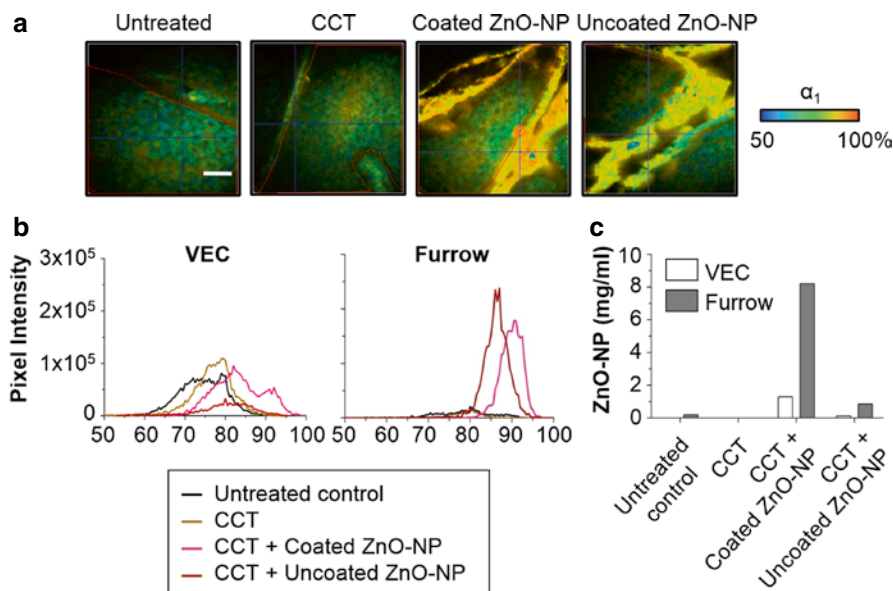 a
Untreated CCT Coated ZnO-NP Uncoated ZnO-NP
α1
50 100%
b
VEC Furrow
Pixel Intensity
3x10⁵
2x10⁵
1x10⁵
0
50 60 70 80 90 100
50 60 70 80 90 100
Untreated control
CCT
CCT + Coated ZnO-NP
CCT + Uncoated ZnO-NP
c
ZnO-NP (mg/ml)
10
8
6
4
2
0
VEC
Furrow
Untreated
control
CCT
CCT +
Coated ZnO-NP
CCT +
Uncoated ZnO-NP